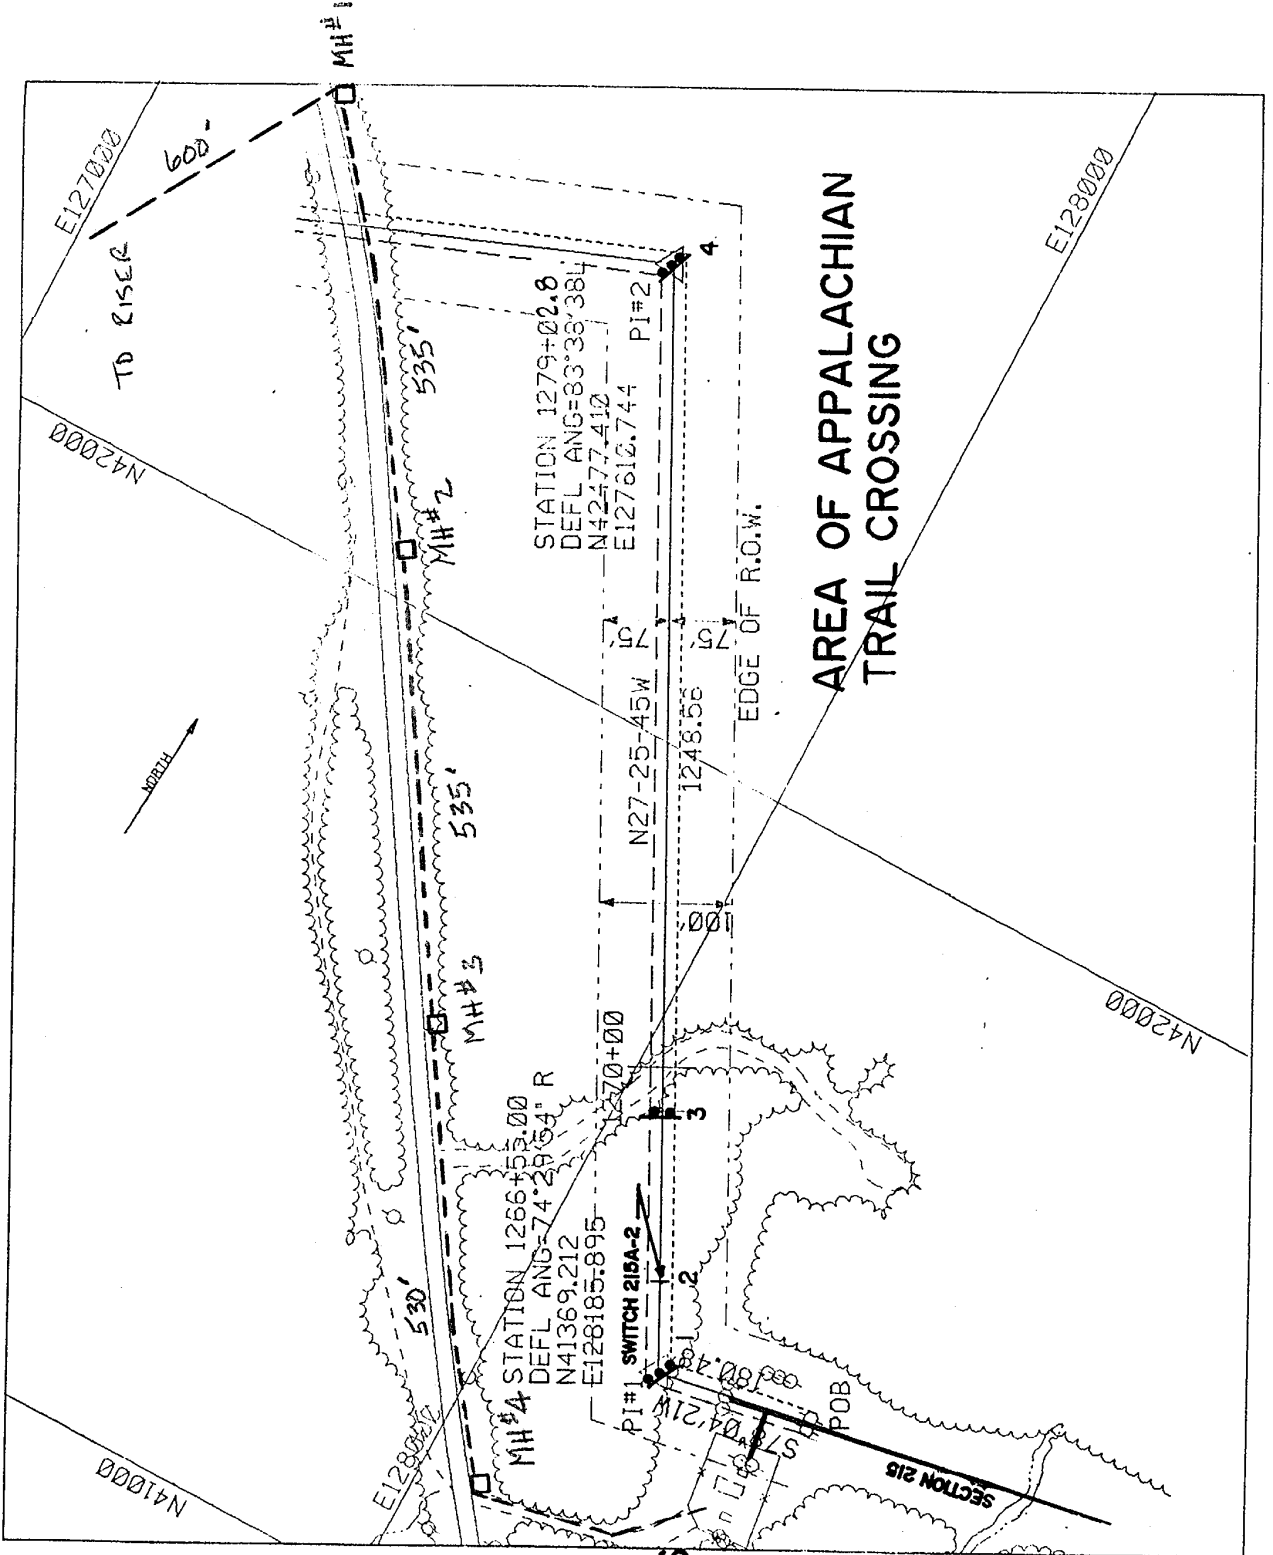 MH#1
E127000
600'
TO RISER
N42000
535'
MH#2
535'
MH#3
530'
MH#4
N41000
E128000
NORTH
STATION 1279+02.8
DEFL ANG=83°38'38L
N42477.410
PI#2
4
75'
75'
N27-25-45W
1248.56
EDGE OF R.O.W.
100'
AREA OF APPALACHIAN
TRAIL CROSSING
E128000
N42000
1270+00
3
STATION 1266+53.00
DEFL ANG=74°29'54" R
N41369.212
E128185.895
SWITCH 215A-2
2
1
PI#1
180.48
S78°04'21W
POB
SECTION 215